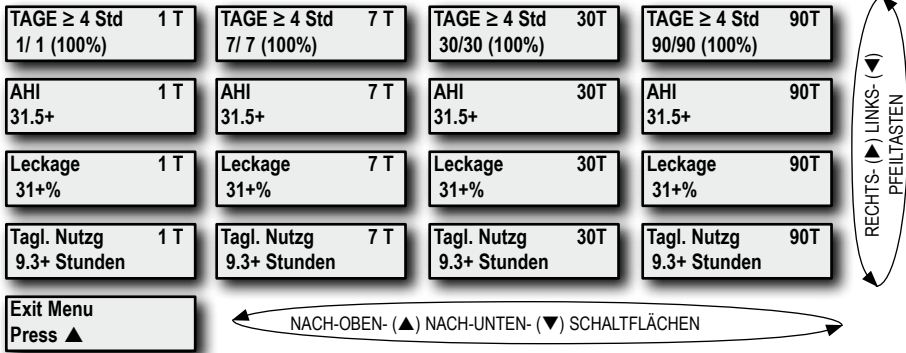 TAGE ≥ 4 Std 1 T
1/ 1 (100%)
TAGE ≥ 4 Std 7 T
7/ 7 (100%)
TAGE ≥ 4 Std 30T
30/30 (100%)
TAGE ≥ 4 Std 90T
90/90 (100%)
AHI 1 T
31.5+
AHI 7 T
31.5+
AHI 30T
31.5+
AHI 90T
31.5+
Leckage 1 T
31+%
Leckage 7 T
31+%
Leckage 30T
31+%
Leckage 90T
31+%
Tagl. Nutzg 1 T
9.3+ Stunden
Tagl. Nutzg 7 T
9.3+ Stunden
Tagl. Nutzg 30T
9.3+ Stunden
Tagl. Nutzg 90T
9.3+ Stunden
Exit Menu
Press ▲
NACH-OBEN- (▲) NACH-UNTEN- (▼) SCHALTFLÄCHEN
RECHTS- (▶) LINKS- (◀)
PFEILTASTEN